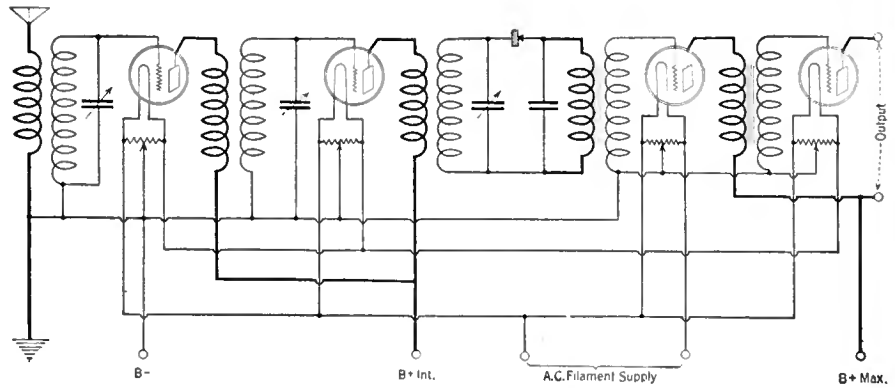 Output
B-
B+ Int.
A.C. Filament Supply
B+ Max.